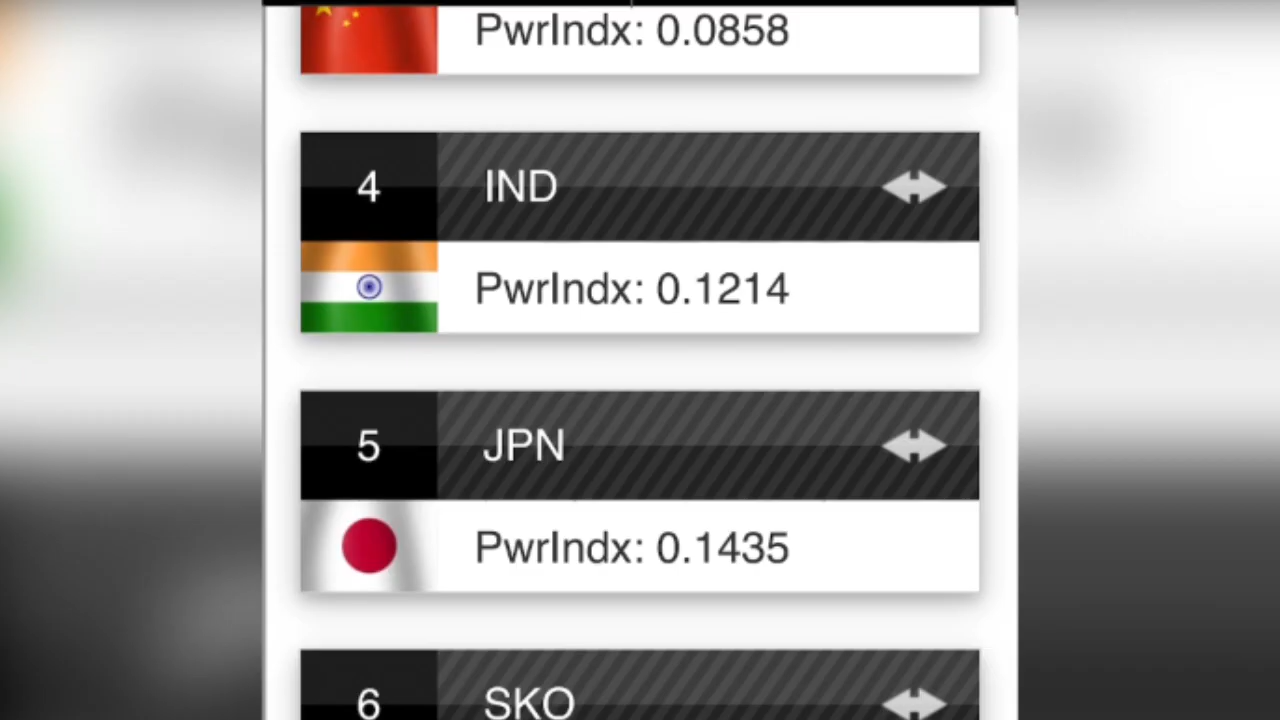 PwrIndx: 0.0858
4 IND
PwrIndx: 0.1214
5 JPN
PwrIndx: 0.1435
6 SKO